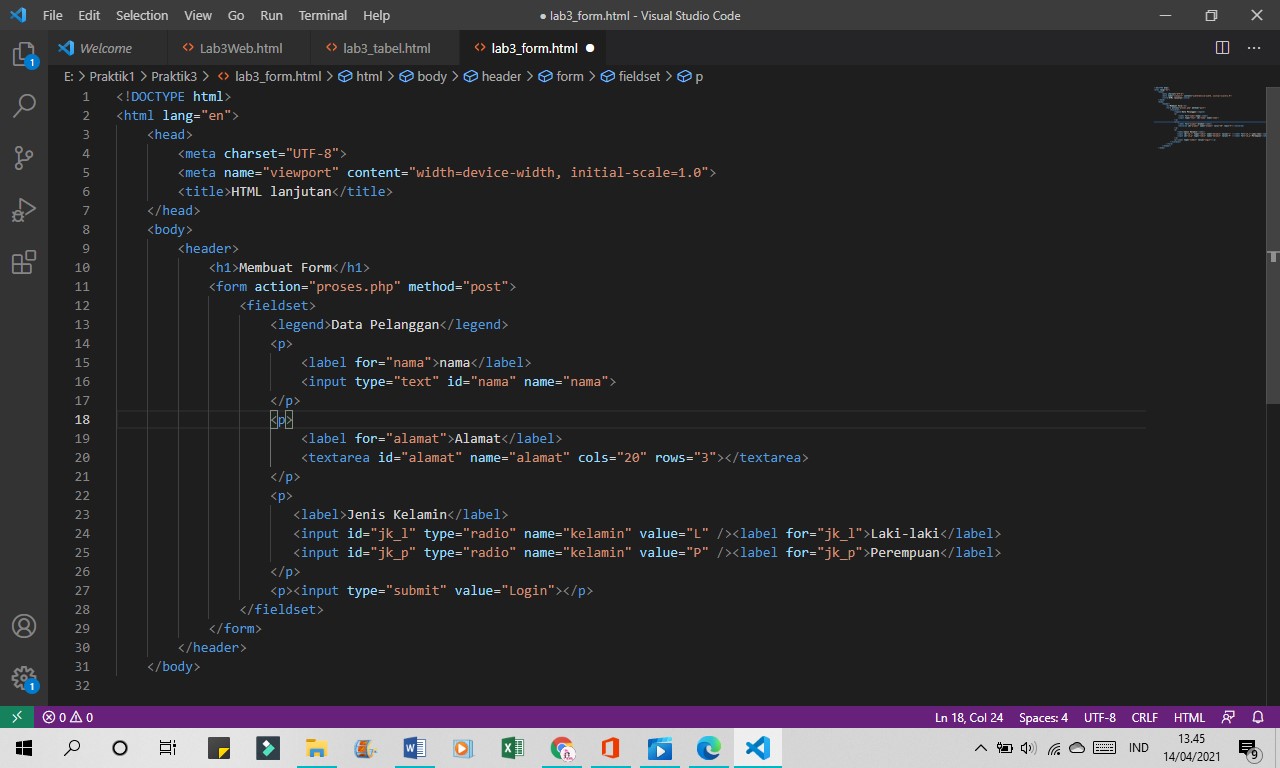 File Edit Selection View Go Run Terminal Help ● lab3_form.html - Visual Studio Code
Welcome Lab3Web.html lab3_tabel.html lab3_form.html
E: > Praktik1 > Praktik3 > lab3_form.html > html > body > header > form > fieldset > p
1 <!DOCTYPE html>
2 <html lang="en">
3 <head>
4 <meta charset="UTF-8">
5 <meta name="viewport" content="width=device-width, initial-scale=1.0">
6 <title>HTML lanjutan</title>
7 </head>
8 <body>
9 <header>
10 <h1>Membuat Form</h1>
11 <form action="proses.php" method="post">
12 <fieldset>
13 <legend>Data Pelanggan</legend>
14 <p>
15 <label for="nama">nama</label>
16 <input type="text" id="nama" name="nama">
17 </p>
18 <p>
19 <label for="alamat">Alamat</label>
20 <textarea id="alamat" name="alamat" cols="20" rows="3"></textarea>
21 </p>
22 <p>
23 <label>Jenis Kelamin</label>
24 <input id="jk_l" type="radio" name="kelamin" value="L" /><label for="jk_l">Laki-laki</label>
25 <input id="jk_p" type="radio" name="kelamin" value="P" /><label for="jk_p">Perempuan</label>
26 </p>
27 <p><input type="submit" value="Login"></p>
28 </fieldset>
29 </form>
30 </header>
31 </body>
32
1
1
0 0 Ln 18, Col 24 Spaces: 4 UTF-8 CRLF HTML
IND 13.45
14/04/2021 9